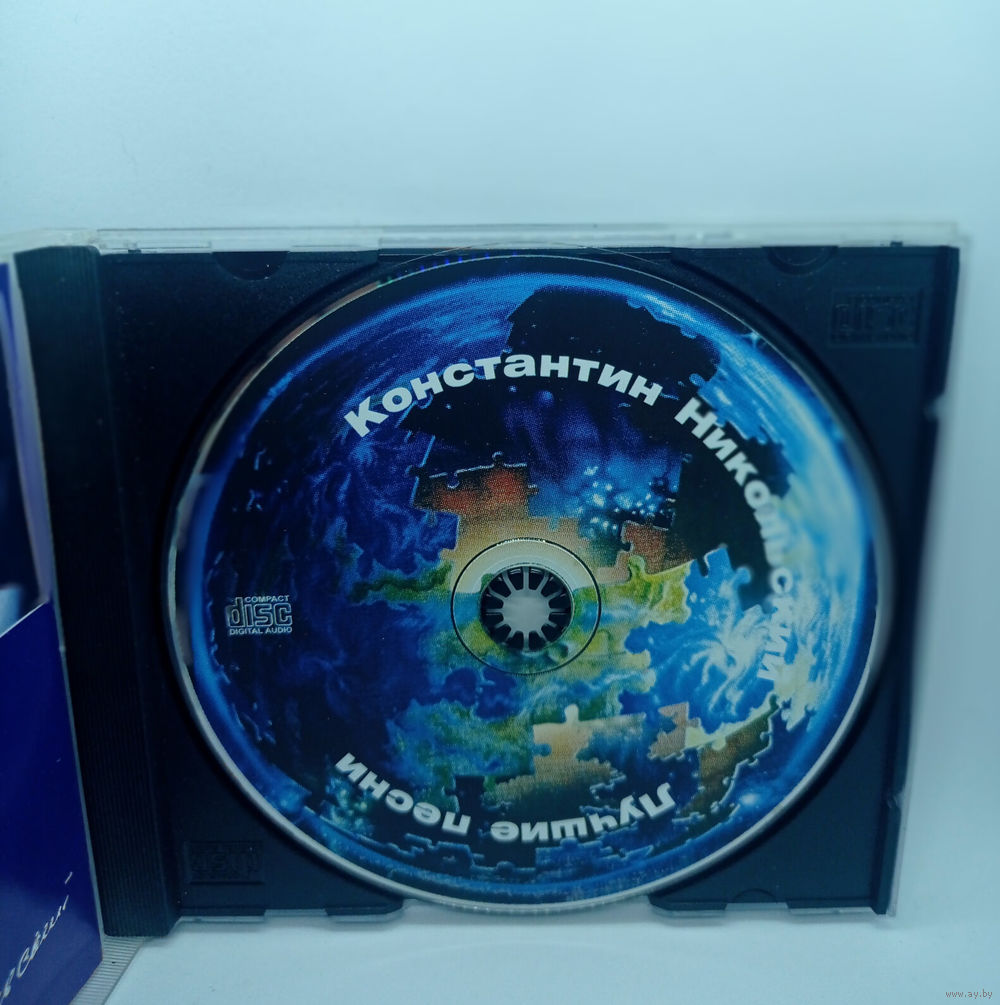 Константин Никольский
COMPACT
disc
DIGITAL AUDIO
Лучшие песни
www.ay.by